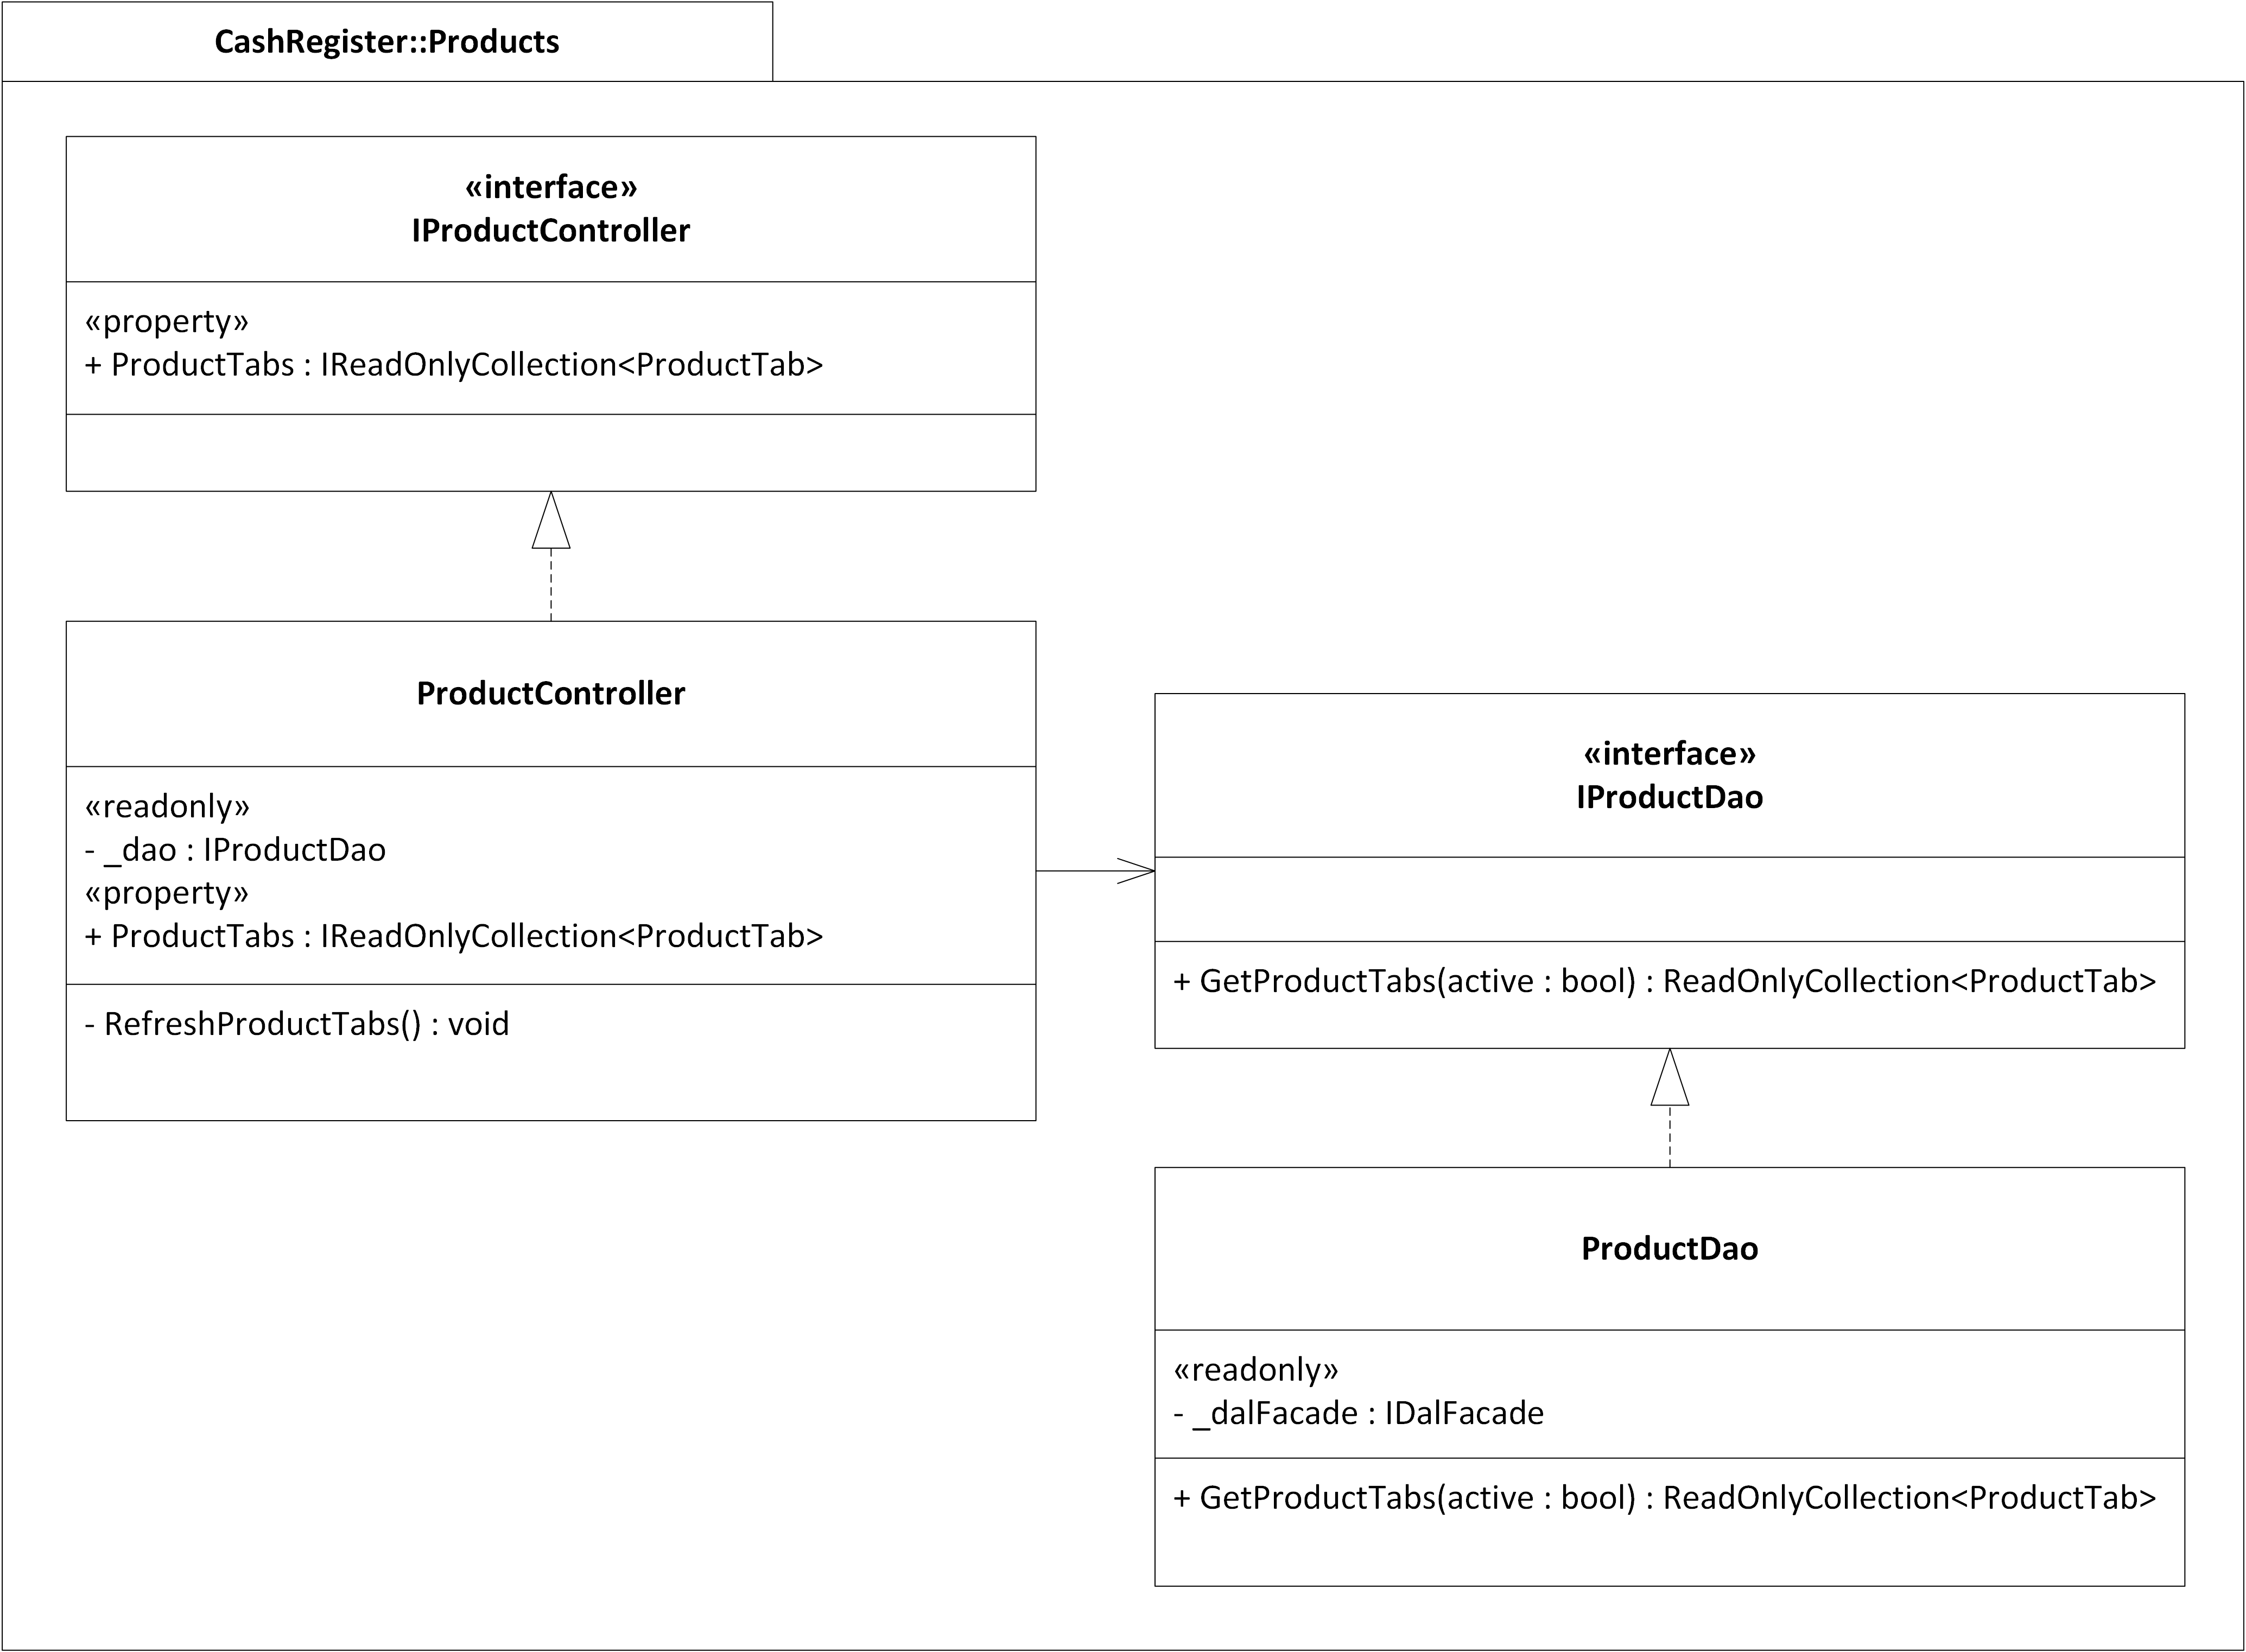 CashRegister::Products
«interface»
IProductController
«property»
+ ProductTabs : IReadOnlyCollection<ProductTab>
ProductController
«readonly»
- _dao : IProductDao
«property»
+ ProductTabs : IReadOnlyCollection<ProductTab>
- RefreshProductTabs() : void
«interface»
IProductDao
+ GetProductTabs(active : bool) : ReadOnlyCollection<ProductTab>
ProductDao
«readonly»
- _dalFacade : IDalFacade
+ GetProductTabs(active : bool) : ReadOnlyCollection<ProductTab>